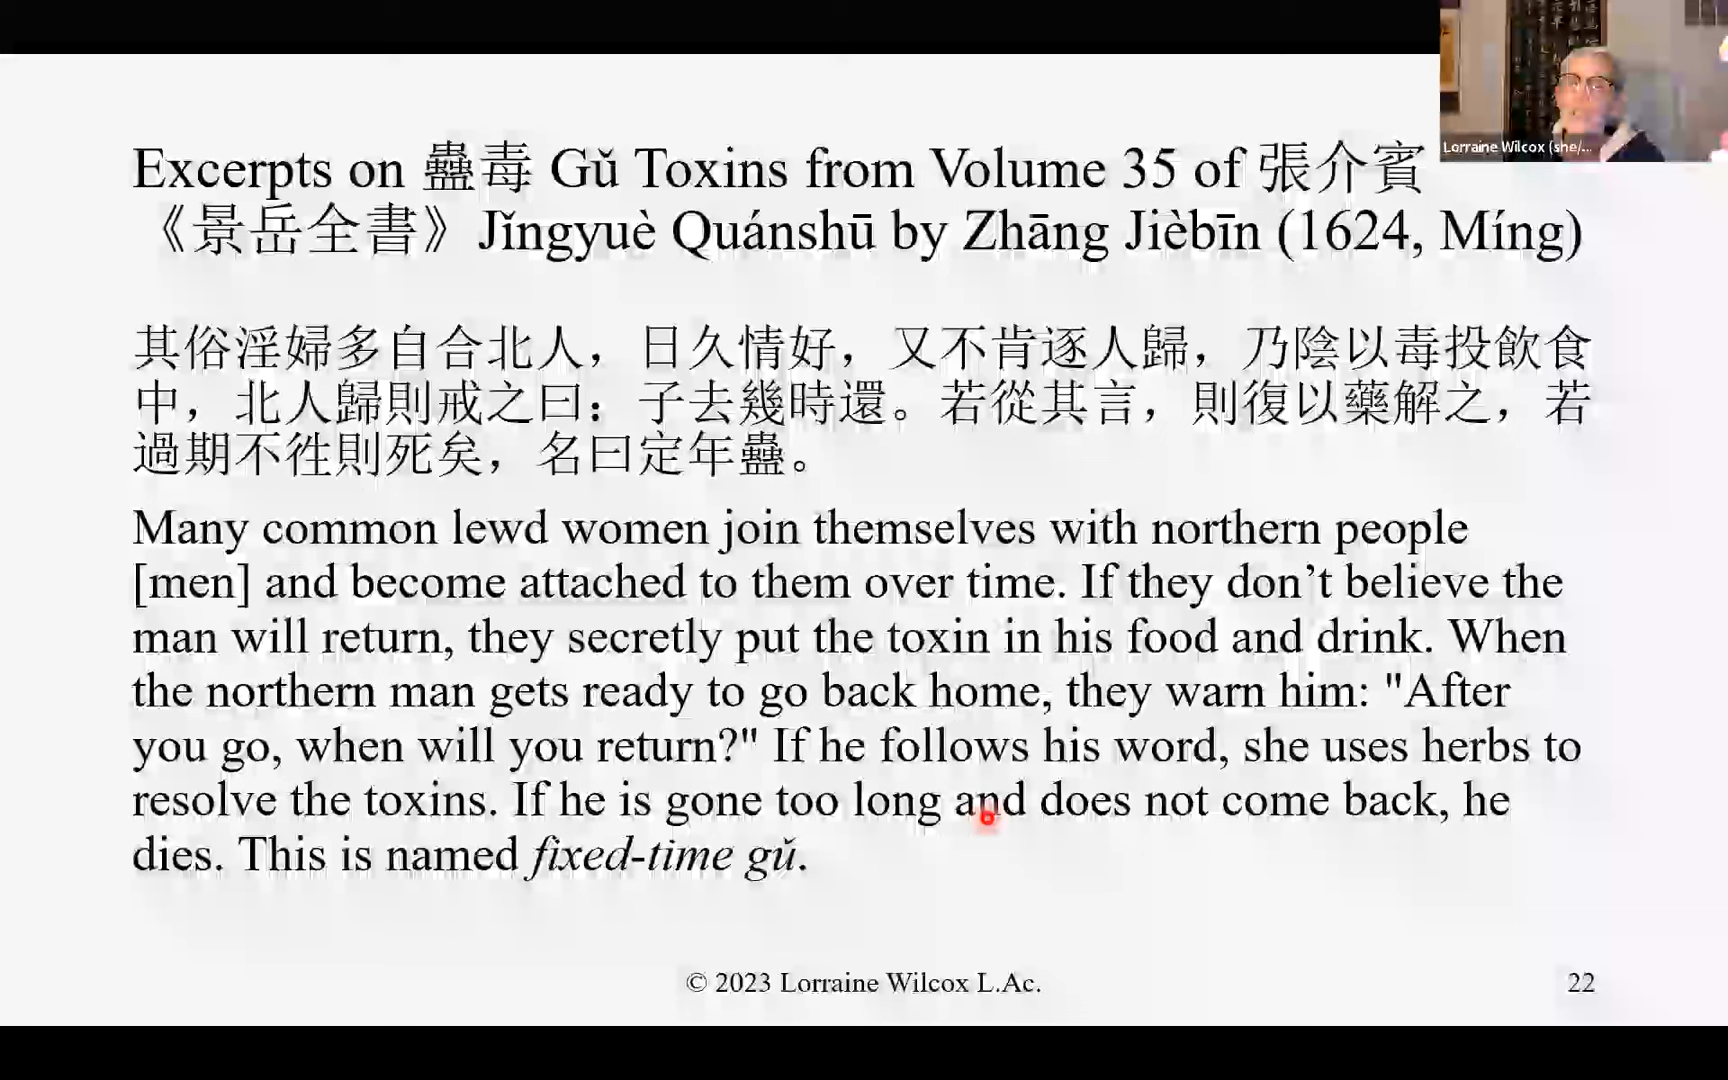 Lorraine Wilcox (she/...
Excerpts on 蠱毒 Gǔ Toxins from Volume 35 of 張介賓
《景岳全書》Jǐngyuè Quánshū by Zhāng Jièbīn (1624, Míng)
其俗淫婦多自合北人，日久情好，又不肯逐人歸，乃陰以毒投飲食
中，北人歸則戒之曰：子去幾時還。若從其言，則復以藥解之，若
過期不徃則死矣，名曰定年蠱。
Many common lewd women join themselves with northern people
[men] and become attached to them over time. If they don’t believe the
man will return, they secretly put the toxin in his food and drink. When
the northern man gets ready to go back home, they warn him: "After
you go, when will you return?" If he follows his word, she uses herbs to
resolve the toxins. If he is gone too long and does not come back, he
dies. This is named fixed-time gǔ.
© 2023 Lorraine Wilcox L.Ac.
22